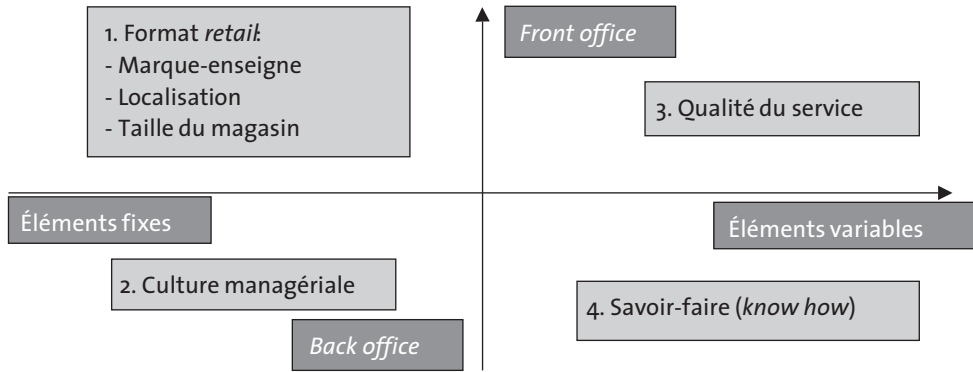 1. Format retail:
- Marque-enseigne
- Localisation
- Taille du magasin
Front office
3. Qualité du service
Éléments fixes
Éléments variables
2. Culture managériale
4. Savoir-faire (know how)
Back office